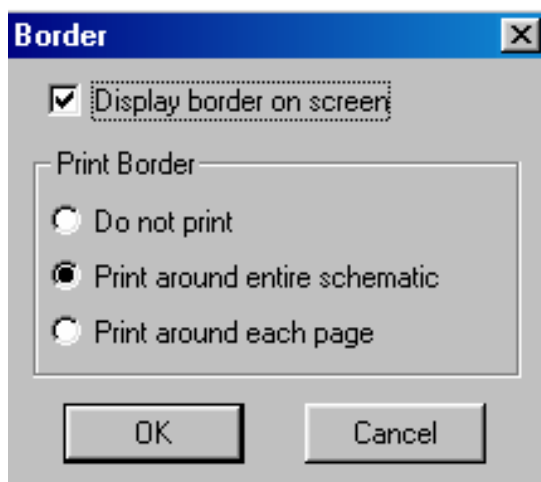 Border
Display border on screen
Print Border
Do not print
Print around entire schematic
Print around each page
OK
Cancel